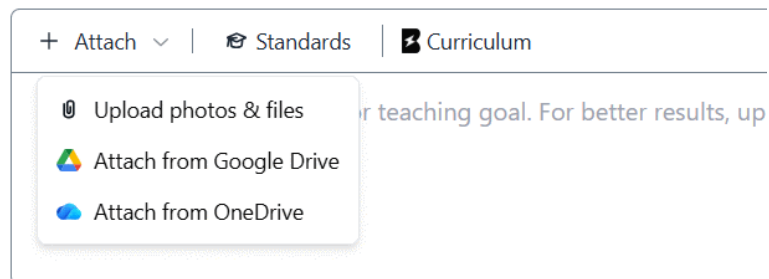 Attach Standards Curriculum
Upload photos & files
r teaching goal. For better results, up
Attach from Google Drive
Attach from OneDrive